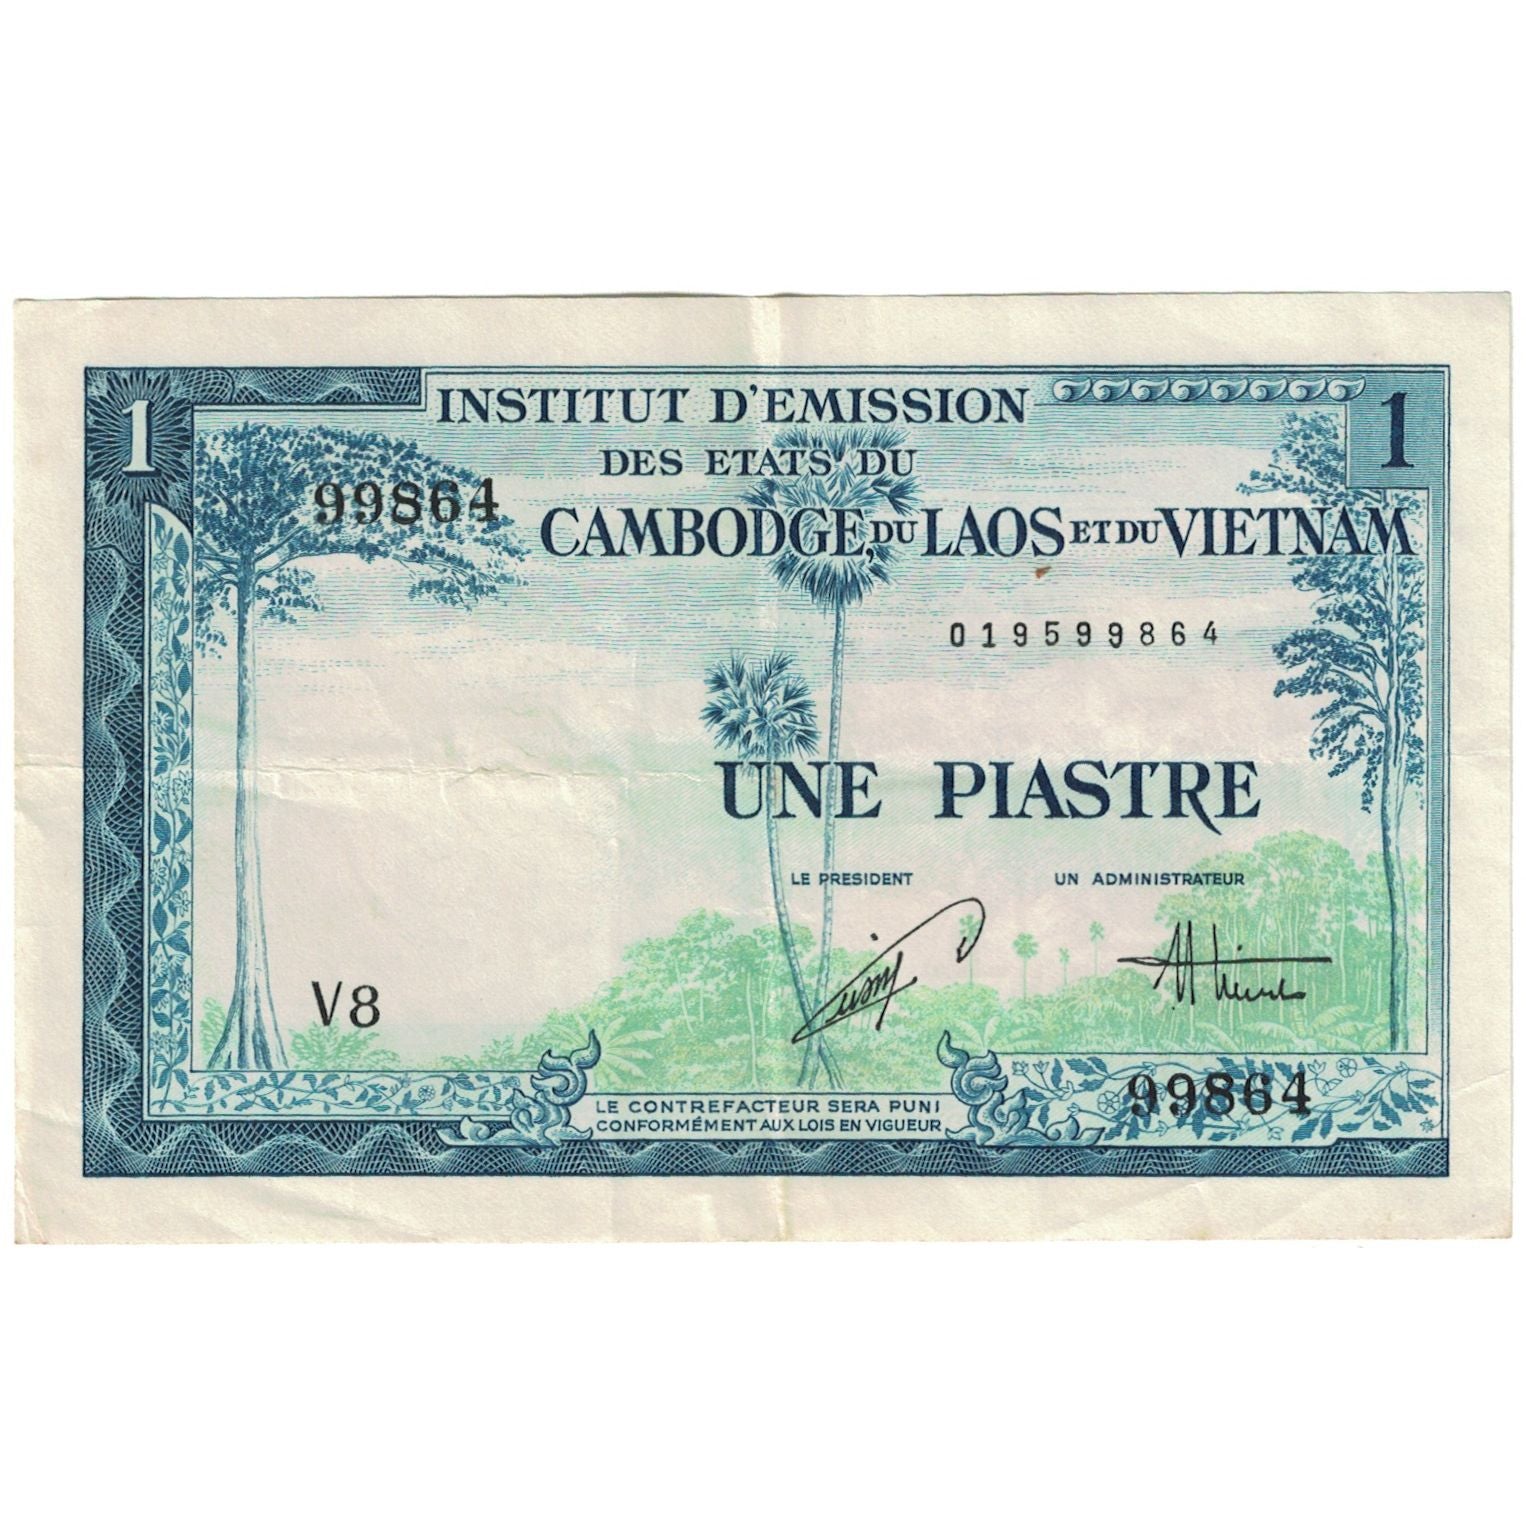 1
INSTITUT D'EMISSION
1
DES ETATS DU
99864
CAMBODGE, DU LAOS ET DU VIETNAM
019599864
UNE PIASTRE
LE PRESIDENT UN ADMINISTRATEUR
V8
99864
LE CONTREFACTEUR SERA PUNI
CONFORMÉMENT AUX LOIS EN VIGUEUR